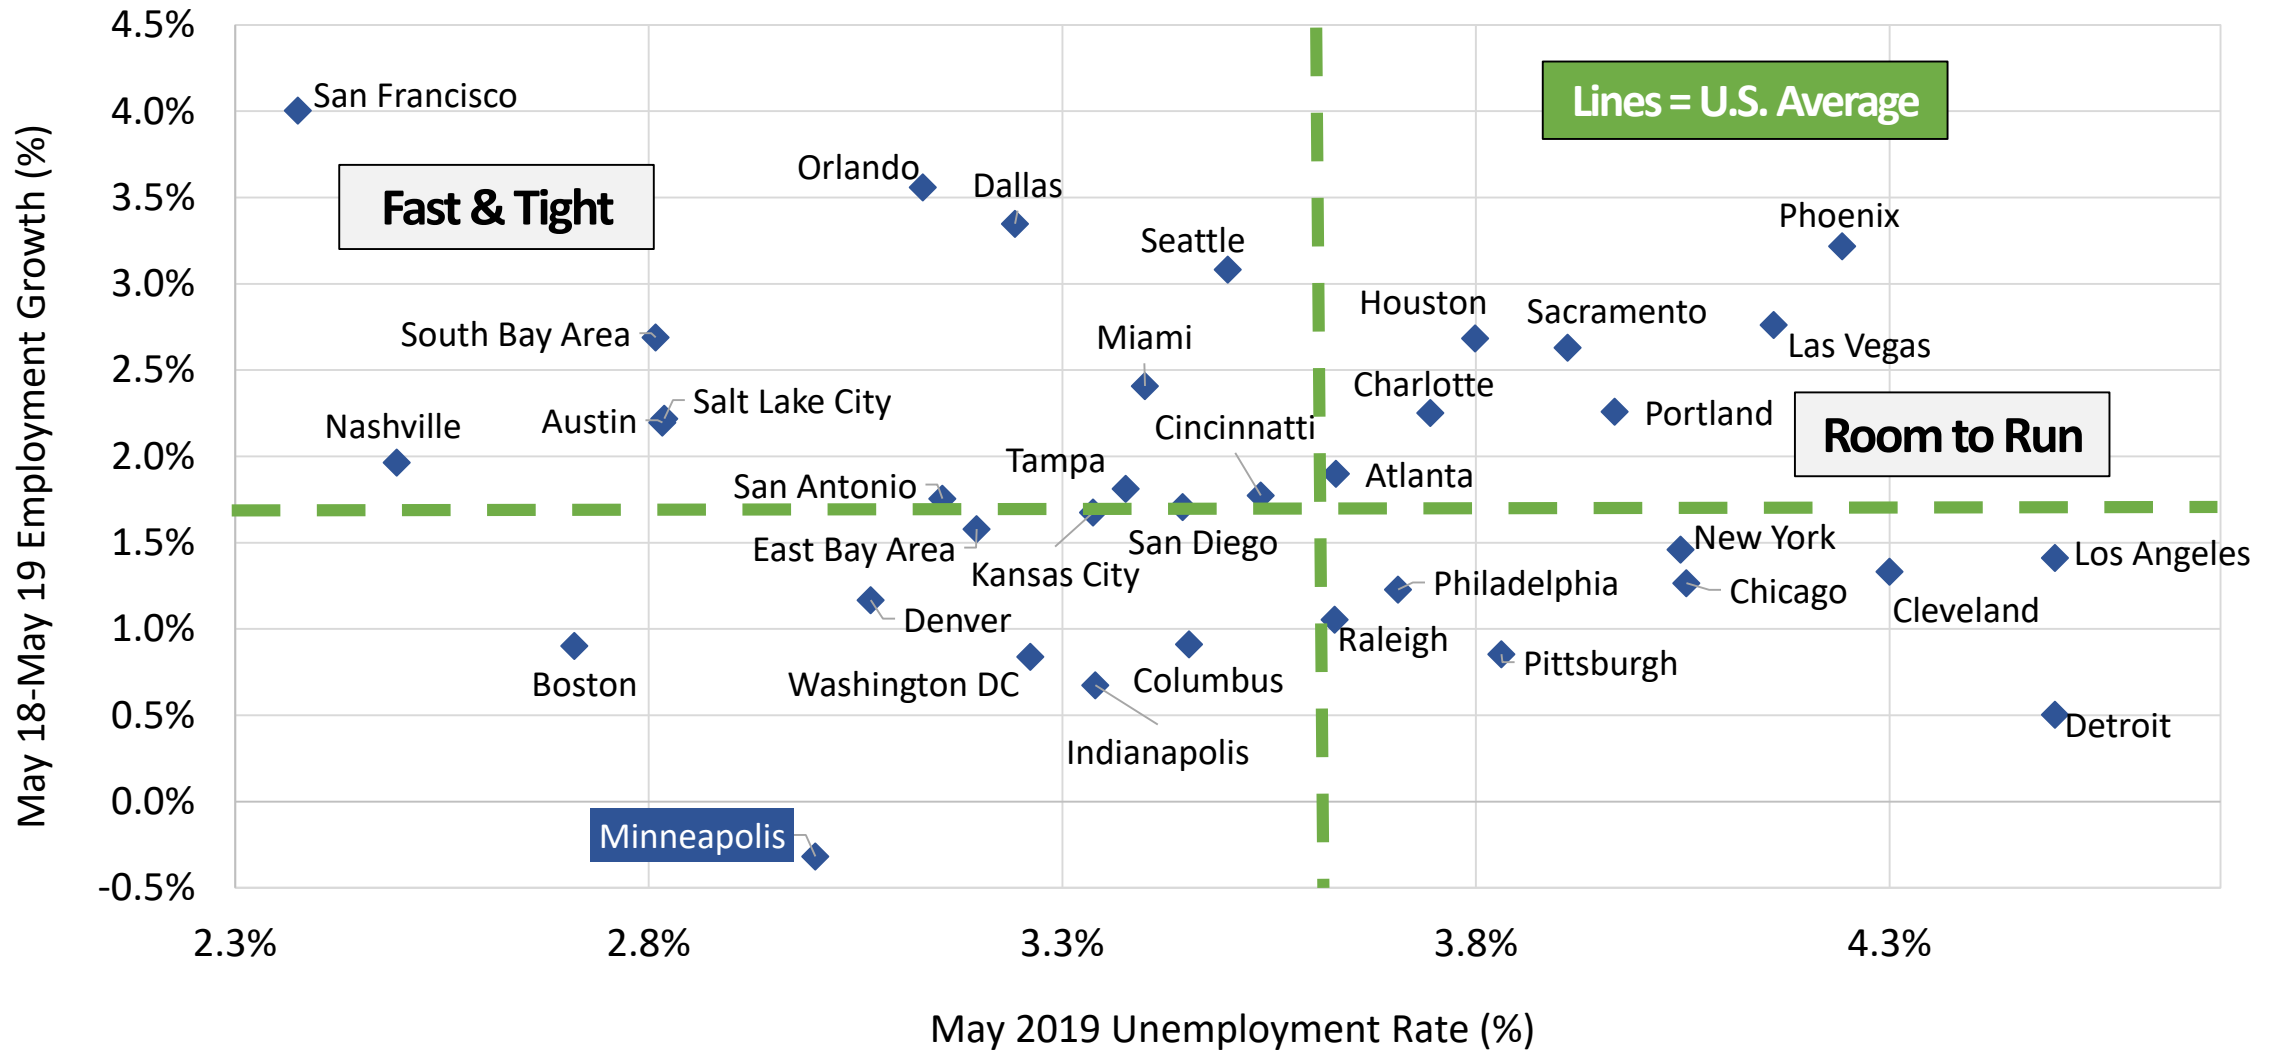 4.5%
4.0%
3.5%
3.0%
2.5%
2.0%
1.5%
1.0%
0.5%
0.0%
-0.5%
May 18-May 19 Employment Growth (%)
San Francisco
Lines = U.S. Average
Fast & Tight
Orlando
Dallas
Phoenix
Seattle
Houston
Sacramento
South Bay Area
Miami
Las Vegas
Charlotte
Salt Lake City
Austin
Portland
Nashville
Cincinnatti
Room to Run
Tampa
Atlanta
San Antonio
New York
San Diego
East Bay Area
Los Angeles
Kansas City
Philadelphia
Chicago
Cleveland
Denver
Raleigh
Pittsburgh
Boston
Washington DC
Columbus
Detroit
Indianapolis
Minneapolis
2.3%
2.8%
3.3%
3.8%
4.3%
May 2019 Unemployment Rate (%)